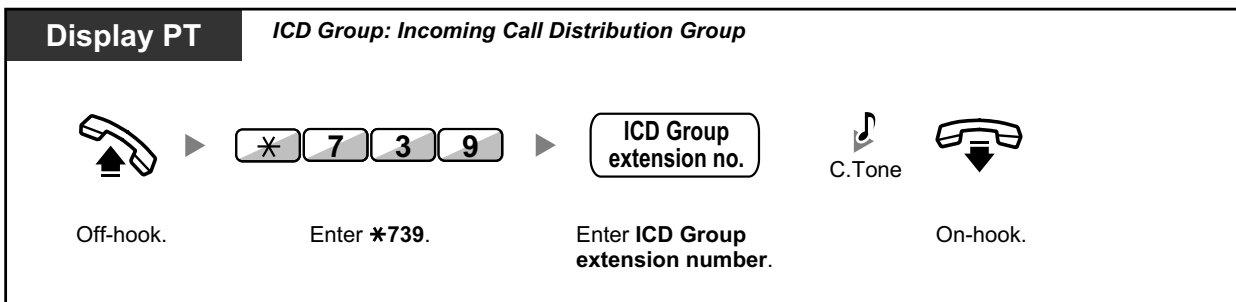 Display PT
ICD Group: Incoming Call Distribution Group
✳ 7 3 9
ICD Group
extension no.
C.Tone
Off-hook.
Enter ✳739.
Enter ICD Group
extension number.
On-hook.